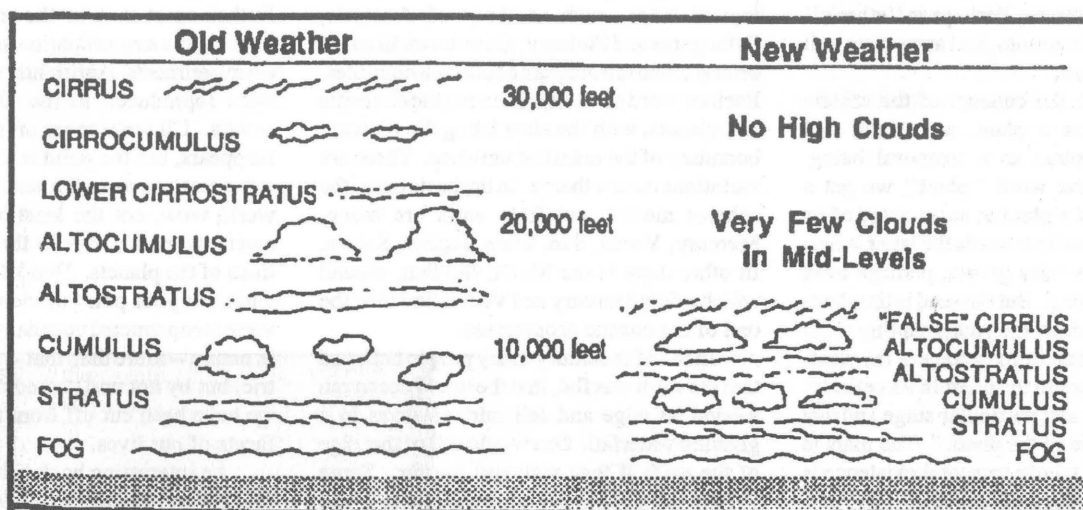 Old Weather
New Weather
CIRRUS
30,000 feet
No High Clouds
CIRROCUMULUS
LOWER CIRROSTRATUS
20,000 feet
Very Few Clouds
in Mid-Levels
ALTOCUMULUS
ALTOSTRATUS
"FALSE" CIRRUS
CUMULUS
10,000 feet
ALTOCUMULUS
ALTOSTRATUS
STRATUS
CUMULUS
STRATUS
FOG
FOG